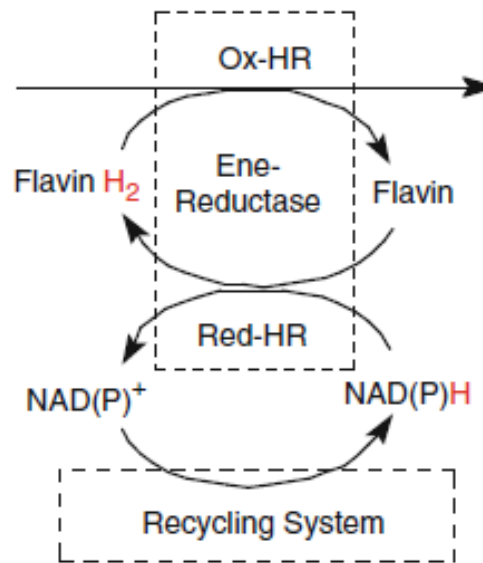 Ox-HR
Flavin H₂
Ene-
Reductase
Flavin
Red-HR
NAD(P)⁺
NAD(P)H
Recycling System